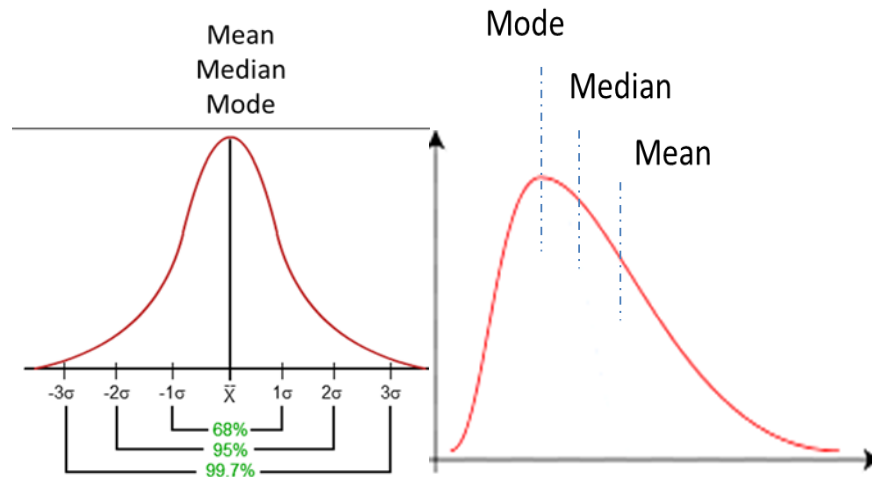 Mean
Median
Mode
-3σ -2σ -1σ X̿ 1σ 2σ 3σ
68%
95%
99.7%
Mode
Median
Mean